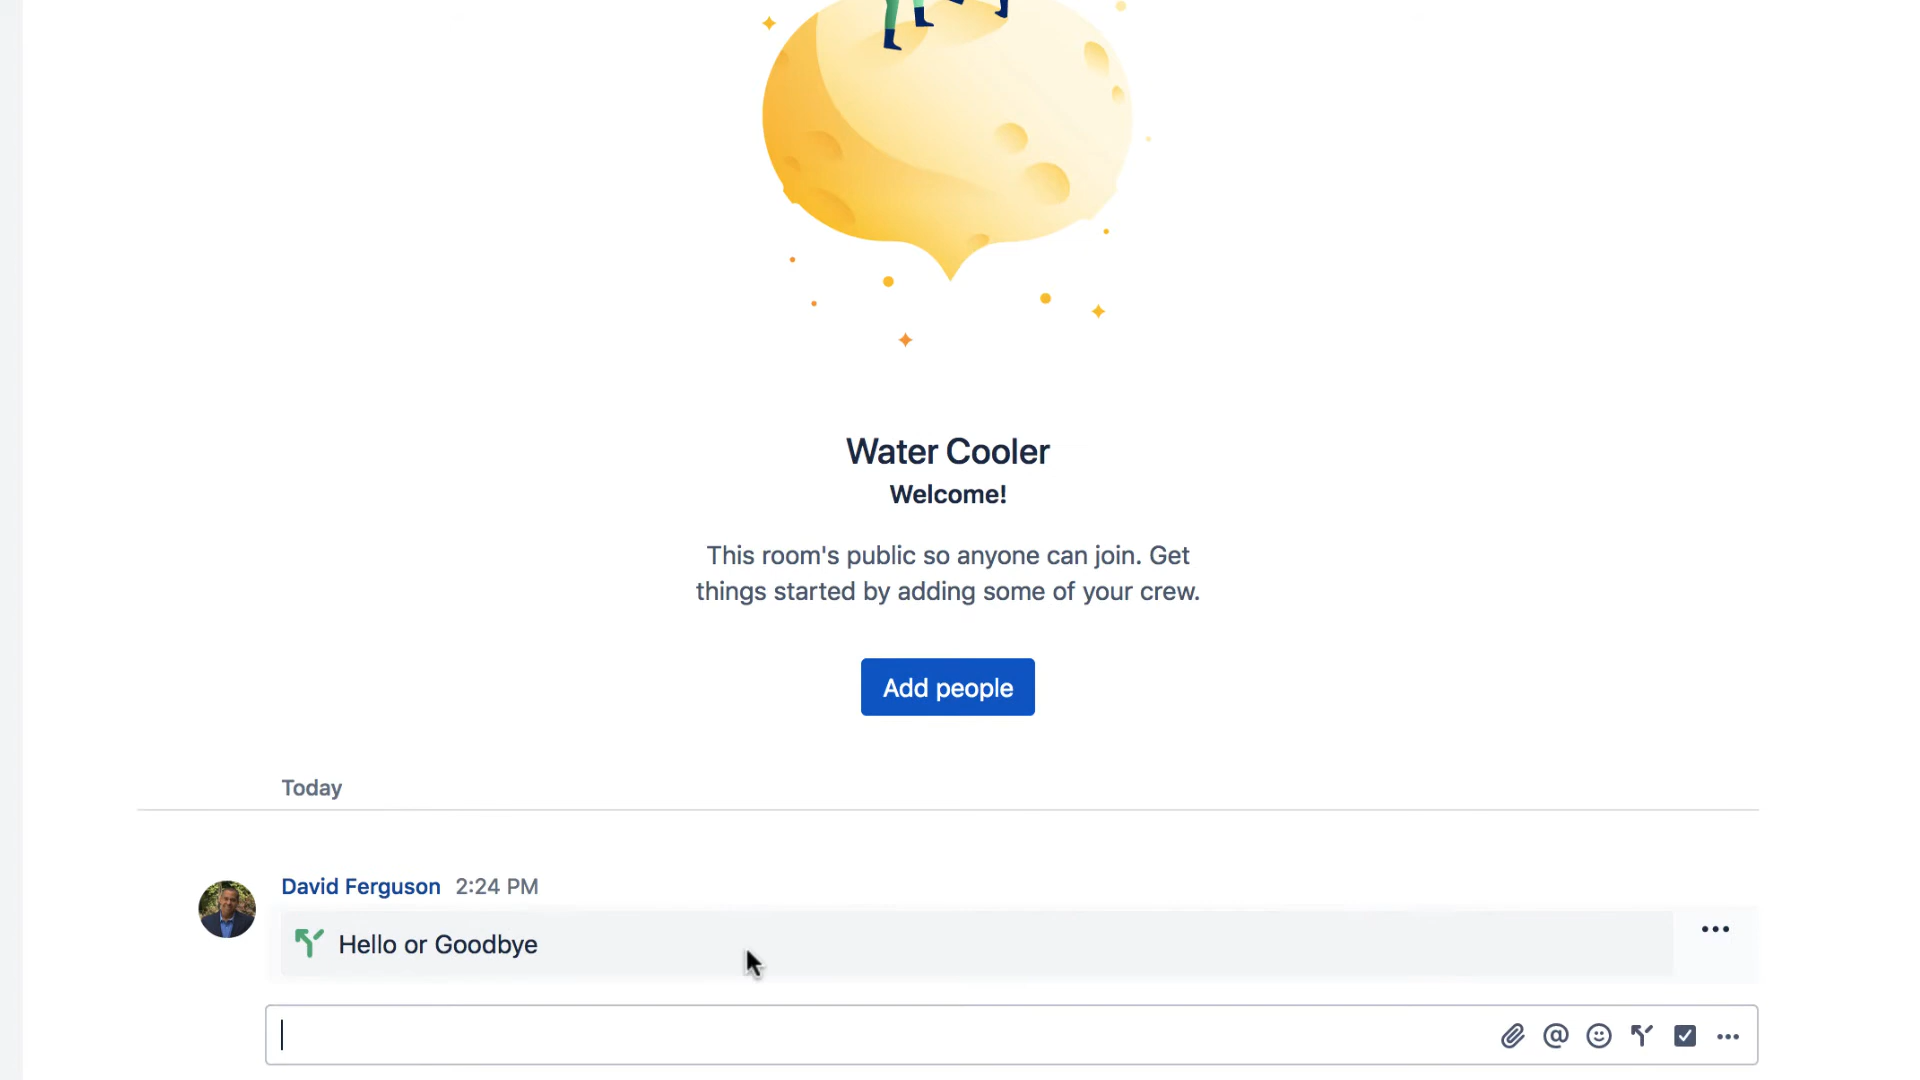 Water Cooler
Welcome!
This room's public so anyone can join. Get
things started by adding some of your crew.
Add people
Today
David Ferguson 2:24 PM
Hello or Goodbye